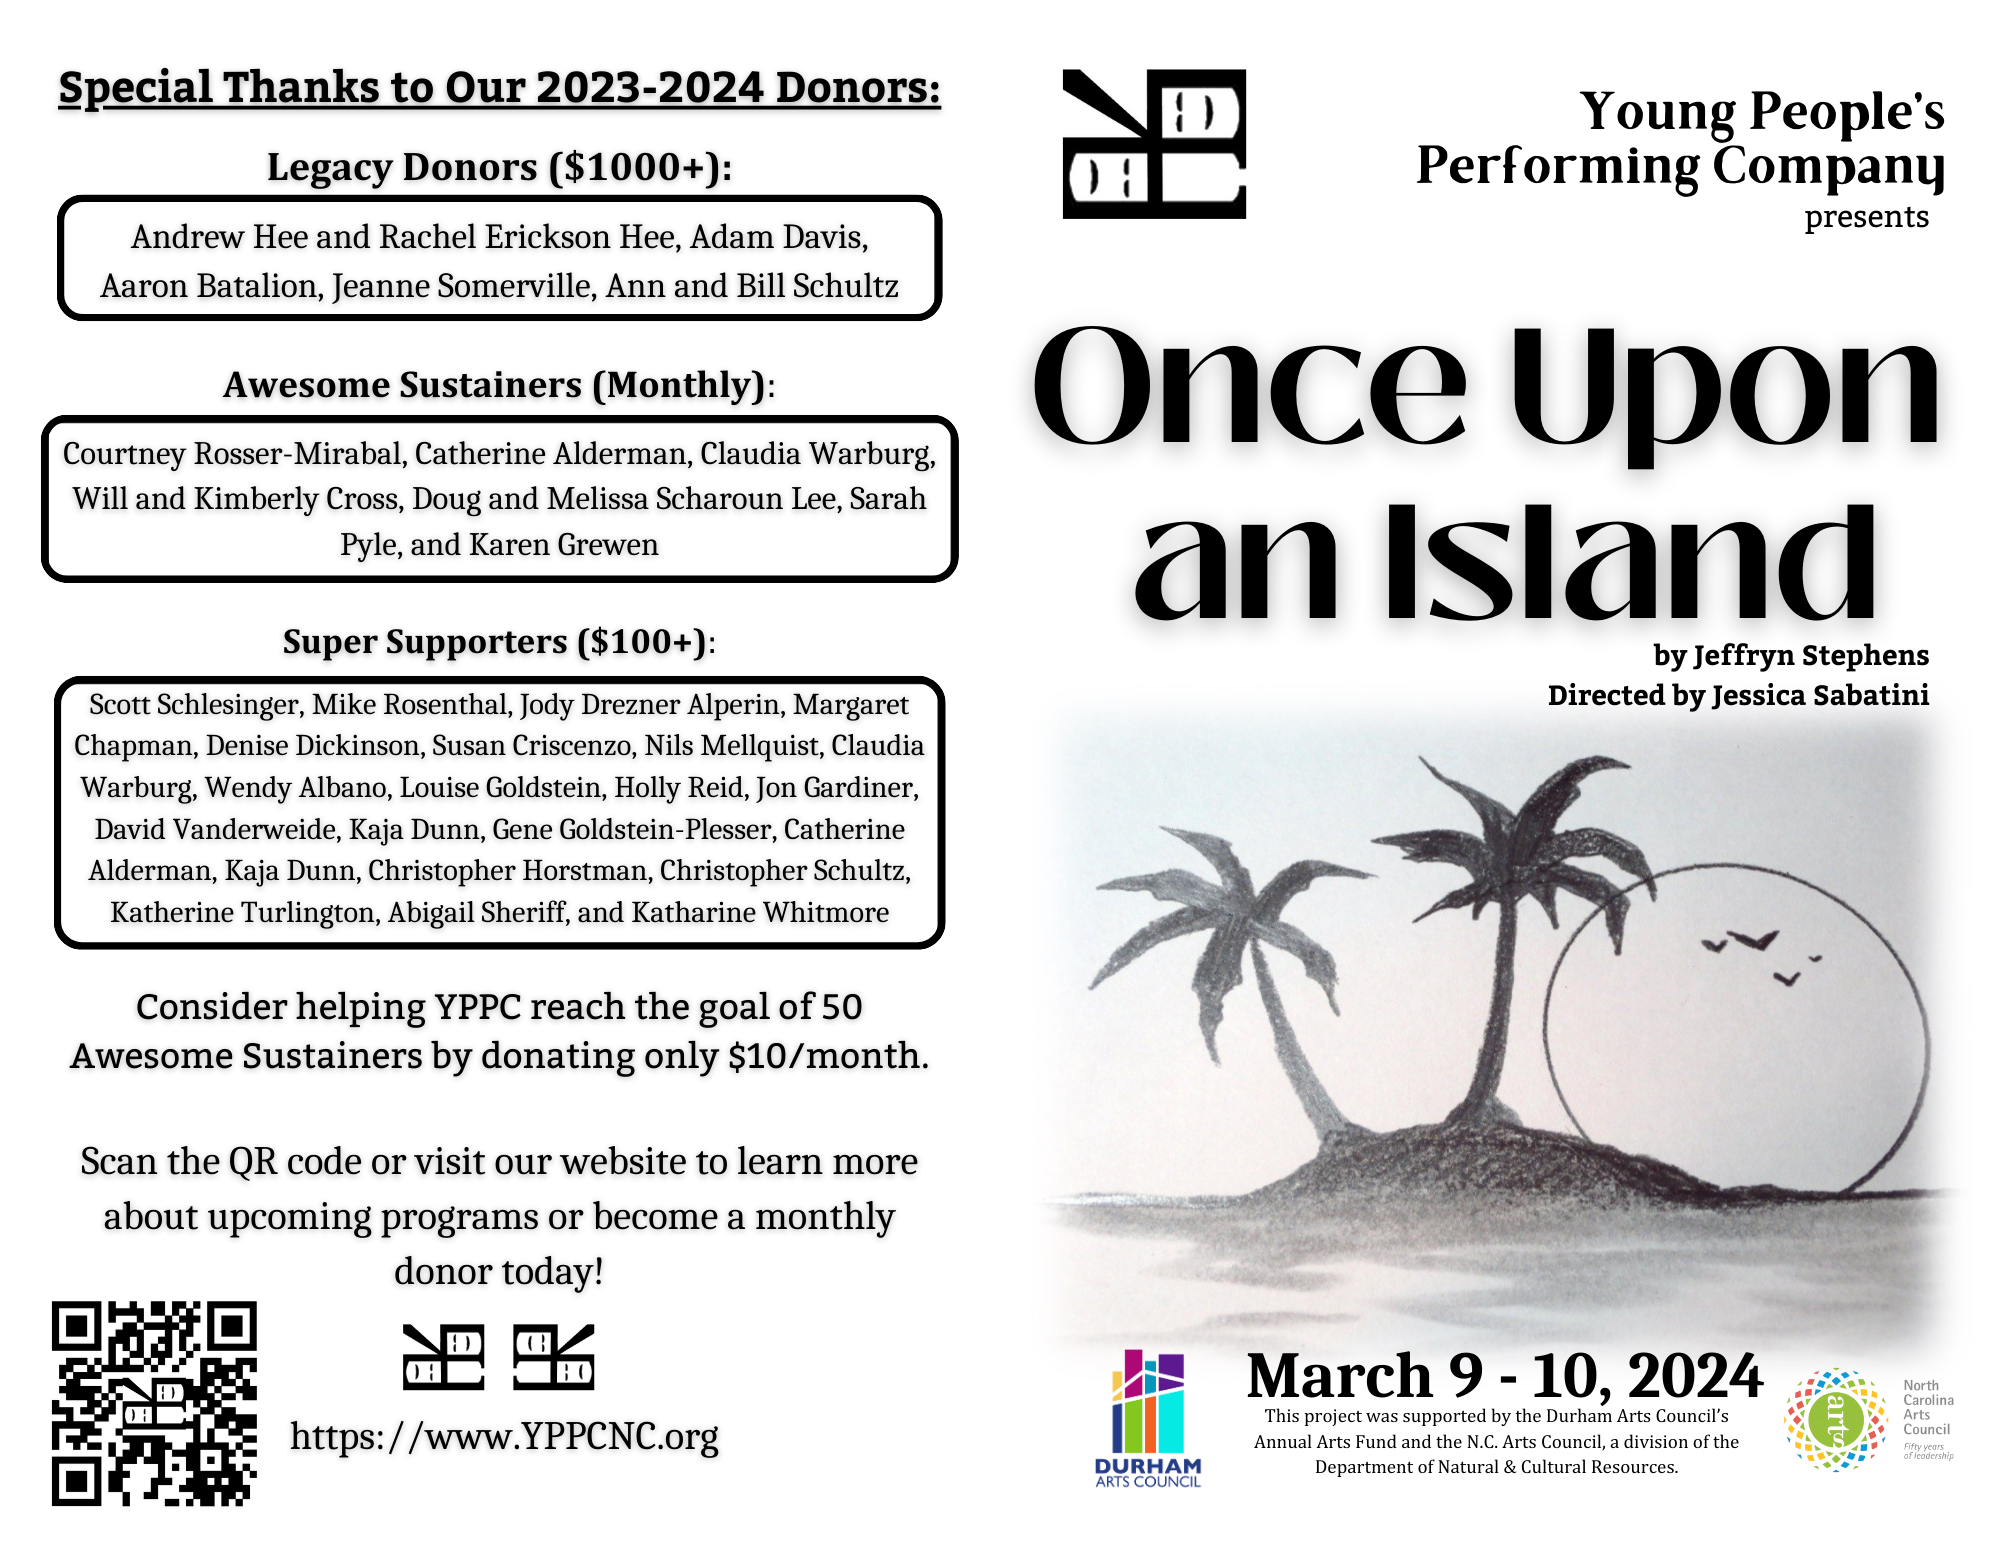 Special Thanks to Our 2023-2024 Donors:
Legacy Donors ($1000+):
Andrew Hee and Rachel Erickson Hee, Adam Davis,
Aaron Batalion, Jeanne Somerville, Ann and Bill Schultz
Awesome Sustainers (Monthly):
Courtney Rosser-Mirabal, Catherine Alderman, Claudia Warburg,
Will and Kimberly Cross, Doug and Melissa Scharoun Lee, Sarah
Pyle, and Karen Grewen
Super Supporters ($100+):
Scott Schlesinger, Mike Rosenthal, Jody Drezner Alperin, Margaret
Chapman, Denise Dickinson, Susan Criscenzo, Nils Mellquist, Claudia
Warburg, Wendy Albano, Louise Goldstein, Holly Reid, Jon Gardiner,
David Vanderweide, Kaja Dunn, Gene Goldstein-Plesser, Catherine
Alderman, Kaja Dunn, Christopher Horstman, Christopher Schultz,
Katherine Turlington, Abigail Sheriff, and Katharine Whitmore
Consider helping YPPC reach the goal of 50
Awesome Sustainers by donating only $10/month.
Scan the QR code or visit our website to learn more
about upcoming programs or become a monthly
donor today!
https://www.YPPCNC.org
Young People's
Performing Company
presents
Once Upon
an Island
by Jeffryn Stephens
Directed by Jessica Sabatini
March 9 - 10, 2024
This project was supported by the Durham Arts Council's
Annual Arts Fund and the N.C. Arts Council, a division of the
Department of Natural & Cultural Resources.
DURHAM
ARTS COUNCIL
arts
North
Carolina
Arts
Council
Fifty years
of leadership